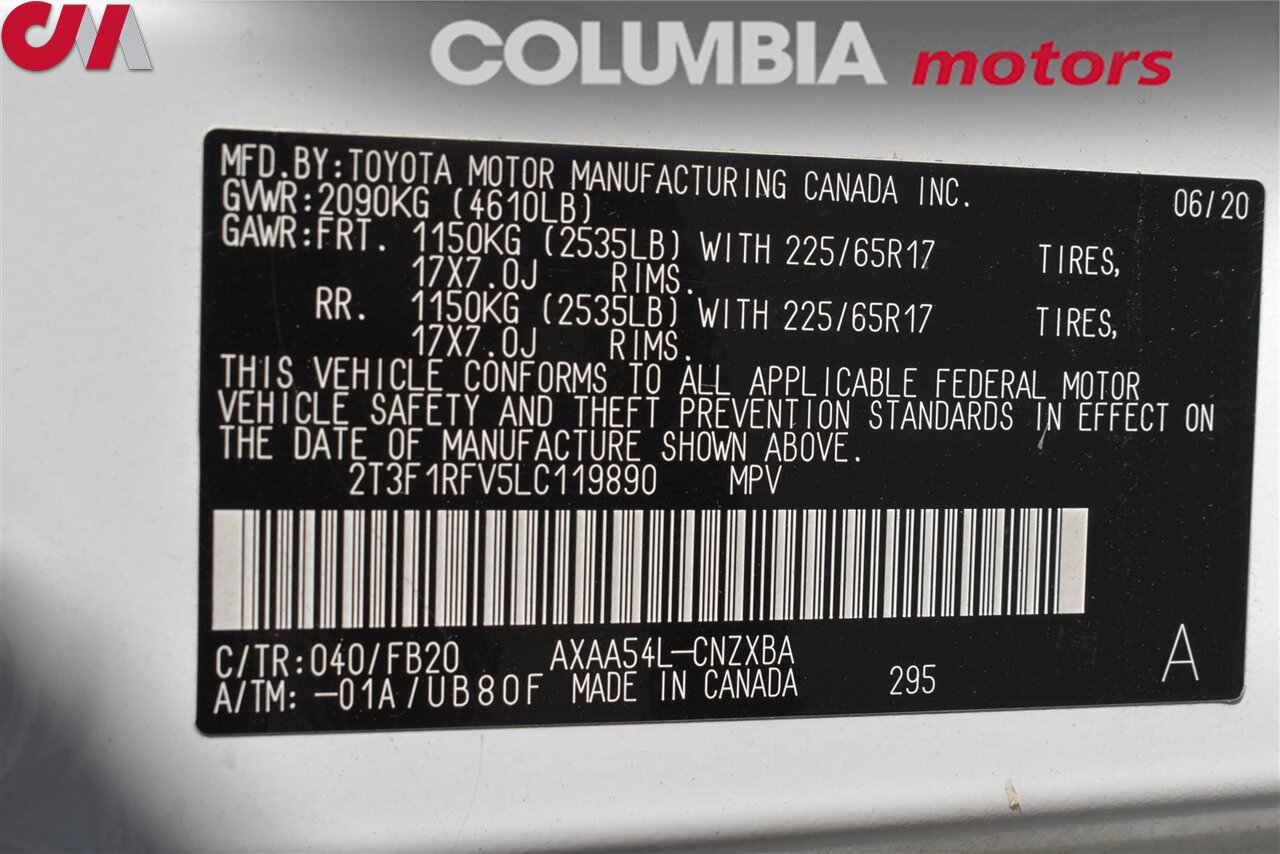 CM
COLUMBIA motors
MFD.BY:TOYOTA MOTOR MANUFACTURING CANADA INC. 06/20
GVWR:2090KG (4610LB)
GAWR:FRT. 1150KG (2535LB) WITH 225/65R17 TIRES,
17X7.0J RIMS.
RR. 1150KG (2535LB) WITH 225/65R17 TIRES,
17X7.0J RIMS.
THIS VEHICLE CONFORMS TO ALL APPLICABLE FEDERAL MOTOR
VEHICLE SAFETY AND THEFT PREVENTION STANDARDS IN EFFECT ON
THE DATE OF MANUFACTURE SHOWN ABOVE.
2T3F1RFV5LC119890 MPV
C/TR:040/FB20 AXAA54L-CNZXBA
A/TM: -01A/UB80F MADE IN CANADA 295 A